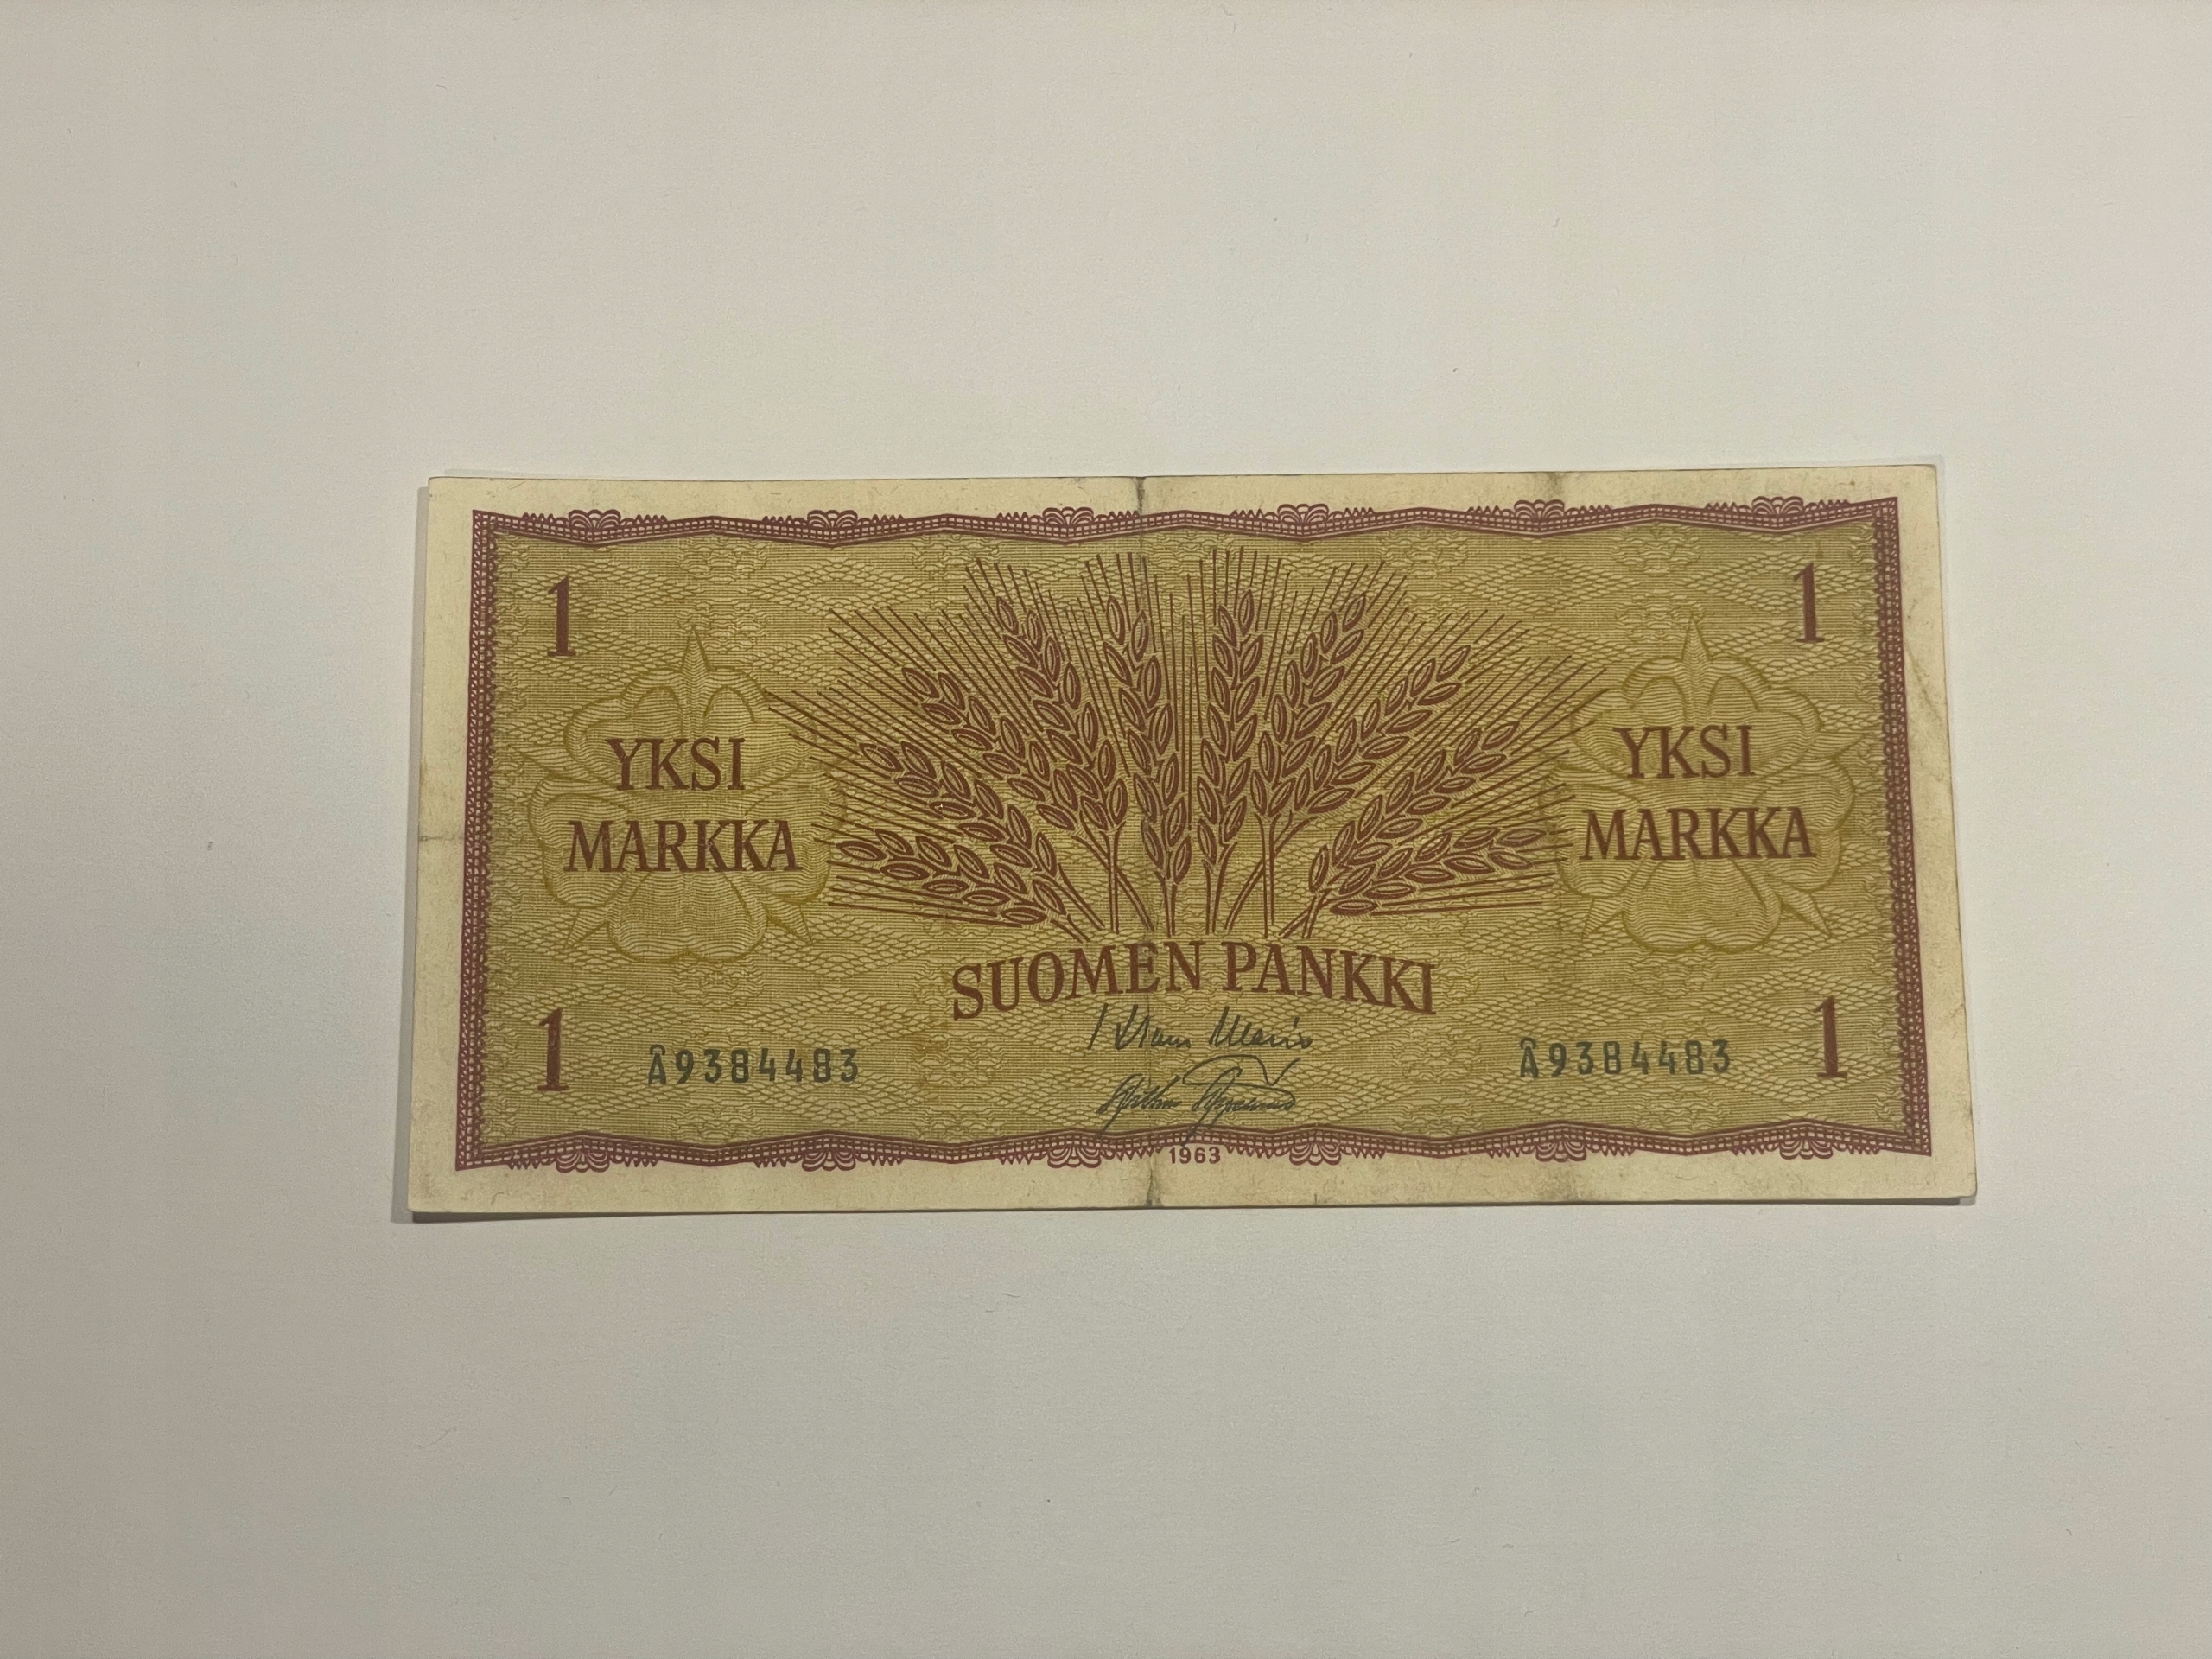 1
1
YKSI
MARKKA
YKSI
MARKKA
SUOMEN PANKKI
1
Â9384483
Â9384483
1
1963